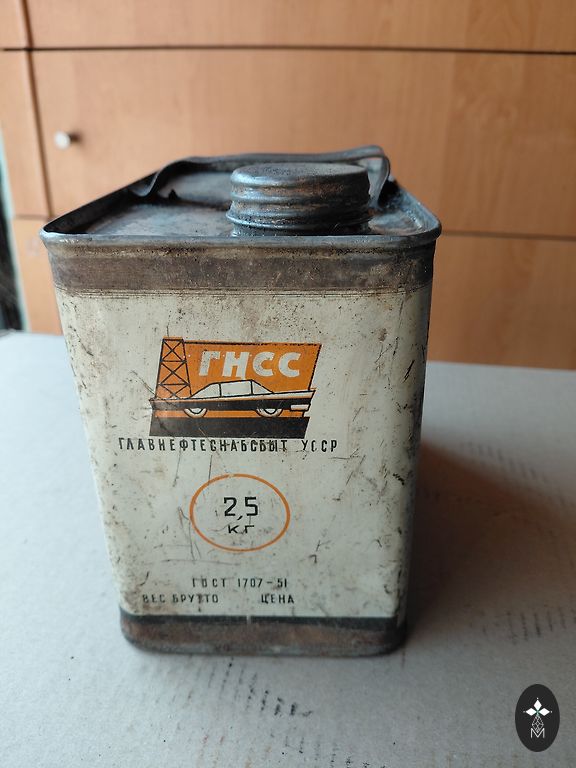 ГНСС
ГЛАВНЕФТЕСНАБСБЫТ УССР
2,5
КГ
ГОСТ 1707-51
ВЕС БРУТТО ЦЕНА
M